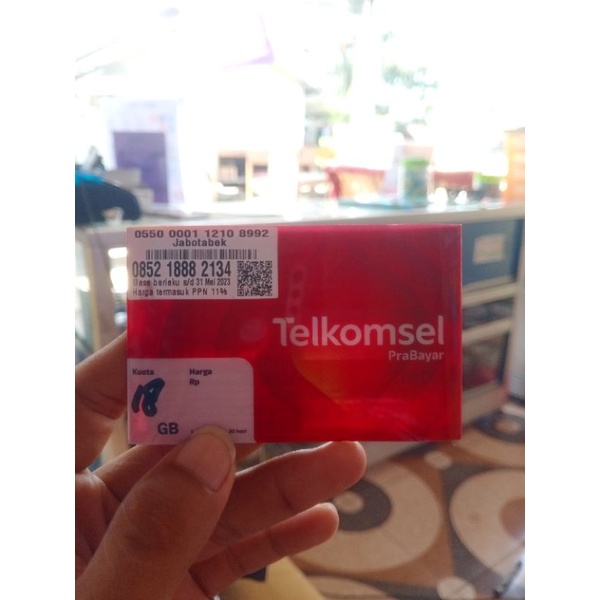 0550 0001 1210 8992
Jabotabek
0852 1888 2134
Masa berlaku s/d 31 Mei 2023
Harga termasuk PPN 11%
Telkomsel
PraBayar
Kuota
Harga
Rp
18
GB